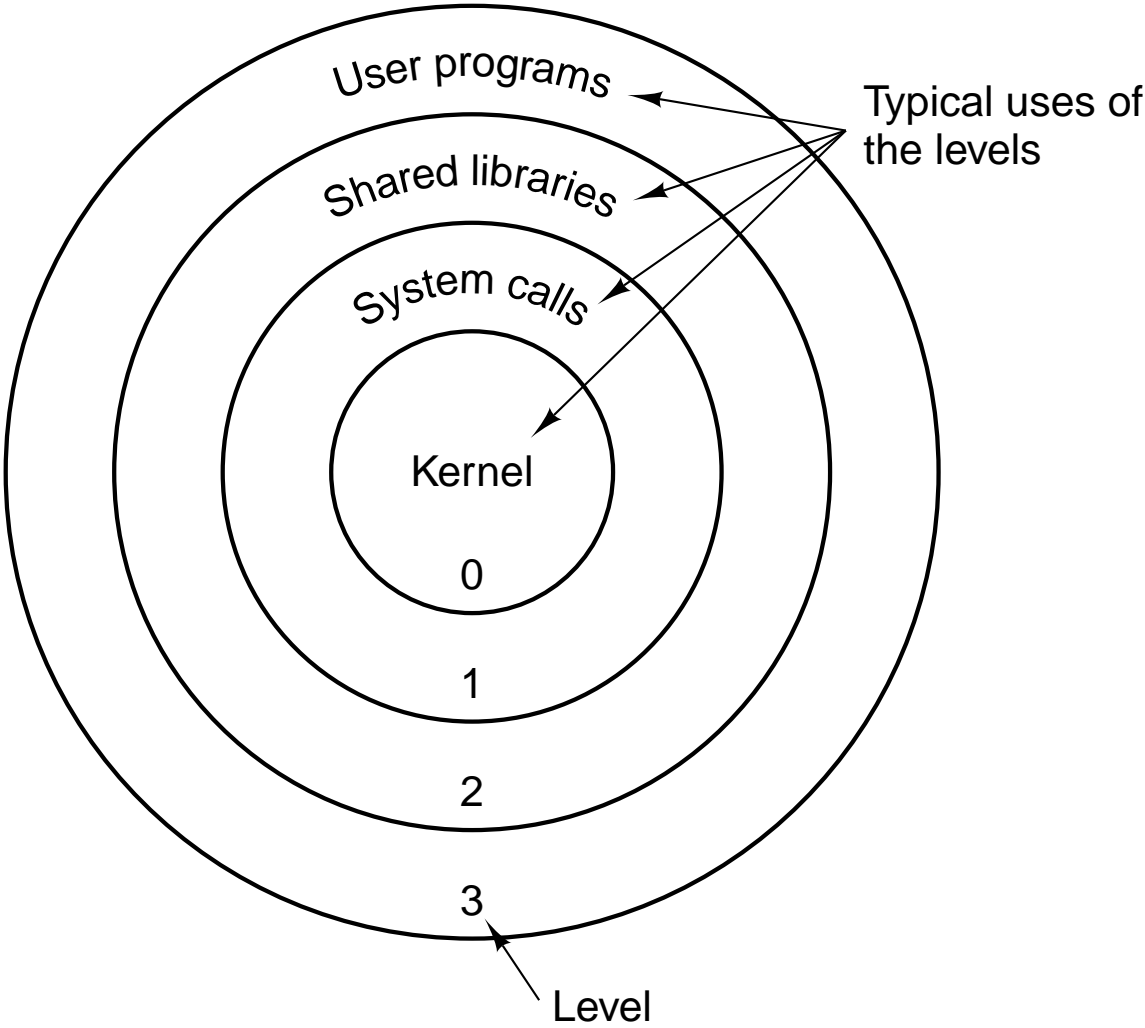 User programs
Typical uses of
the levels
Shared libraries
System calls
Kernel
0
1
2
3
Level